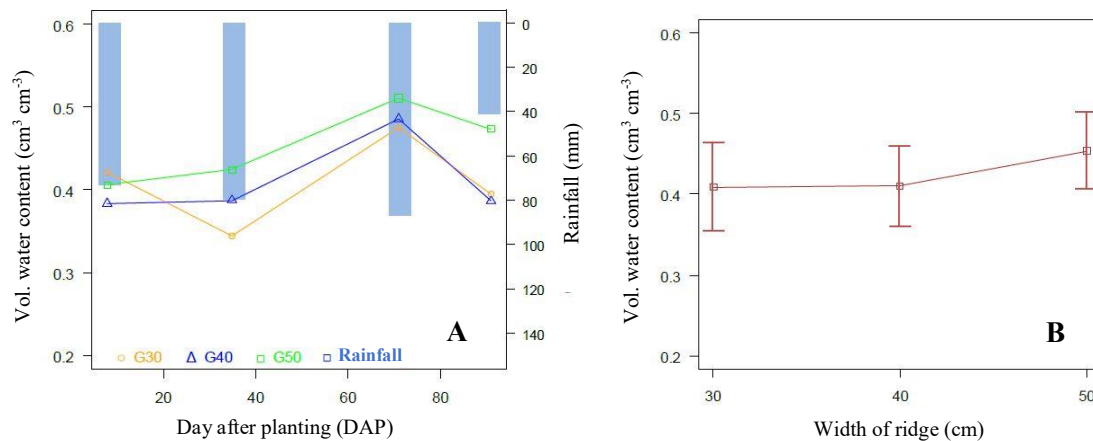 0.6
0.5
0.4
0.3
0.2
Vol. water content (cm³ cm⁻³)
0
20
40
60
80
100
120
140
Rainfall (mm)
G30 G40 G50 Rainfall
A
20 40 60 80
Day after planting (DAP)
0.6
0.5
0.4
0.3
0.2
Vol. water content (cm³ cm⁻³)
B
30 40 50
Width of ridge (cm)